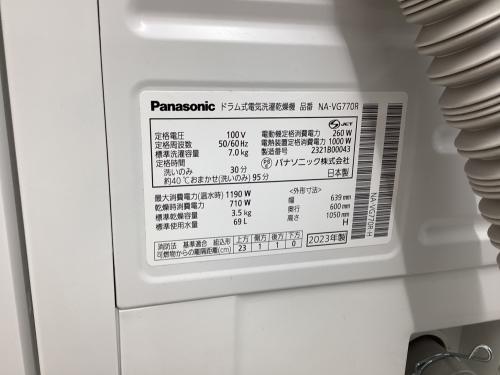 Panasonic ドラム式電気洗濯乾燥機 品番 NA-VG770R
定格電圧 100 V
定格周波数 50/60 Hz
標準洗濯容量 7.0 kg
定格時間
洗いのみ 30 分
約40℃おまかせ(洗いのみ) 95 分
最大消費電力(温水時) 1190 W
乾燥時消費電力 710 W
標準乾燥容量 3.5 kg
標準使用水量 69 L
電動機定格消費電力 260 W
電熱装置定格消費電力 1000 W
製造番号 2321B00043
パナソニック株式会社
日本製
<外形寸法>
幅 639 mm
奥行 600 mm
高さ 1050 mm
H
消防法 基準適合 組込形
可燃物からの離隔距離(cm)
上方 側方 前方 後方 下方
23 1 1 0
2023年製
JET
NA-VG770R-H